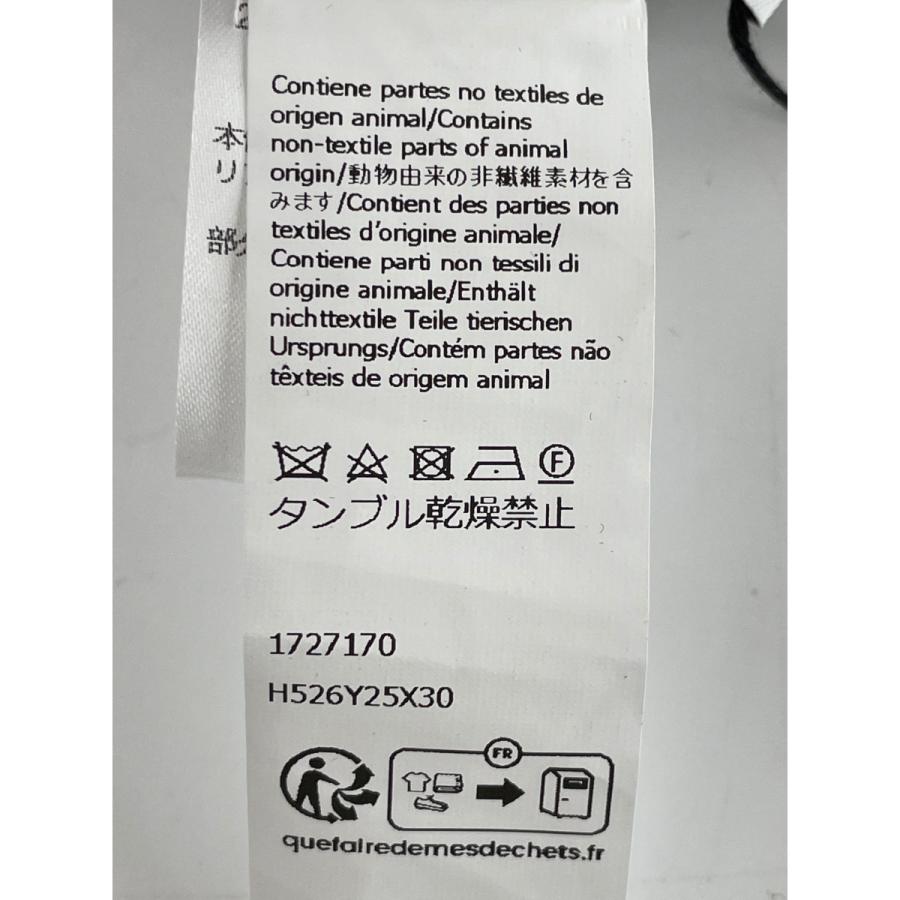 Contiene partes no textiles de
origen animal/Contains
non-textile parts of animal
origin/動物由来の非繊維素材を含
みます/Contient des parties non
textiles d'origine animale/
Contiene parti non tessili di
origine animale/Enthält
nichttextile Teile tierischen
Ursprungs/Contém partes não
têxteis de origem animal
F
タンブル乾燥禁止
1727170
H526Y25X30
FR
quefairedemesdechets.fr
本
リ
部